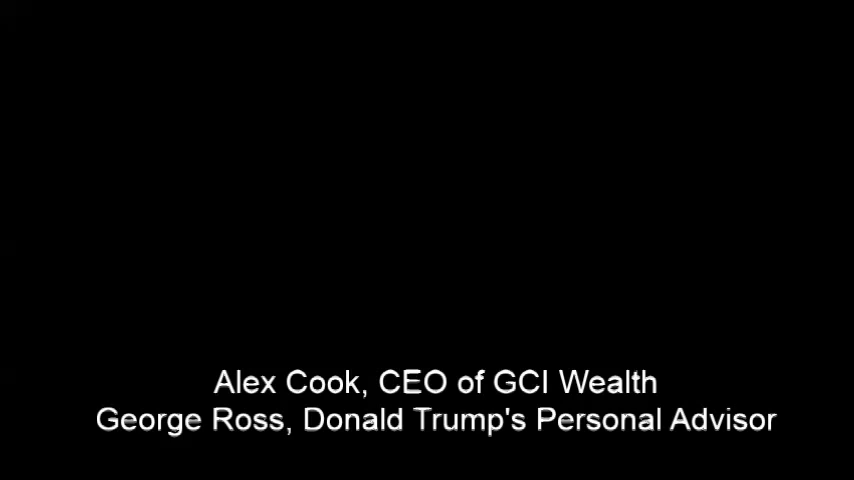 Alex Cook, CEO of GCI Wealth
George Ross, Donald Trump's Personal Advisor